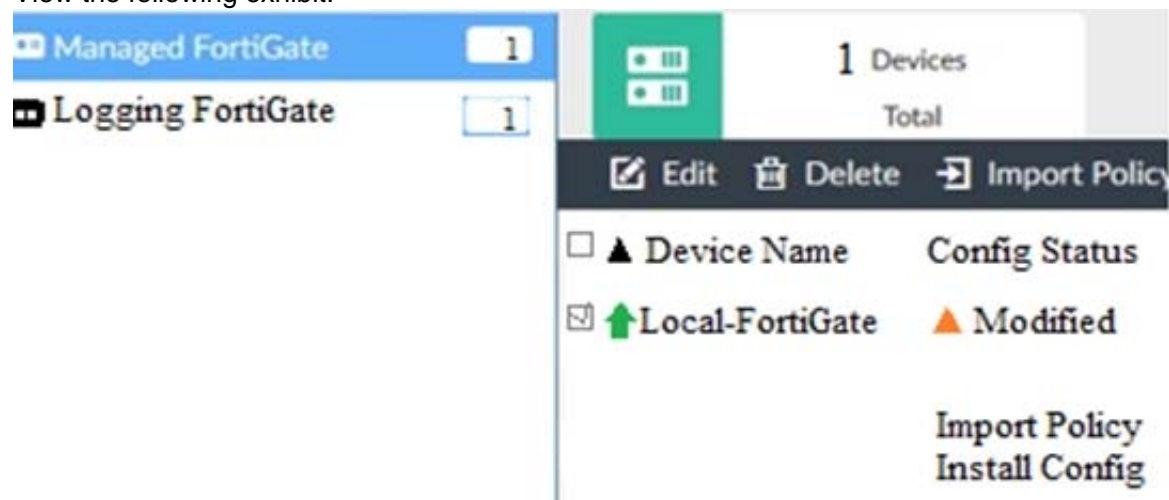 View the following exhibit.
Managed FortiGate 1
Logging FortiGate 1
1 Devices
Total
Edit Delete Import Policy
Device Name Config Status
Local-FortiGate Modified
Import Policy
Install Config